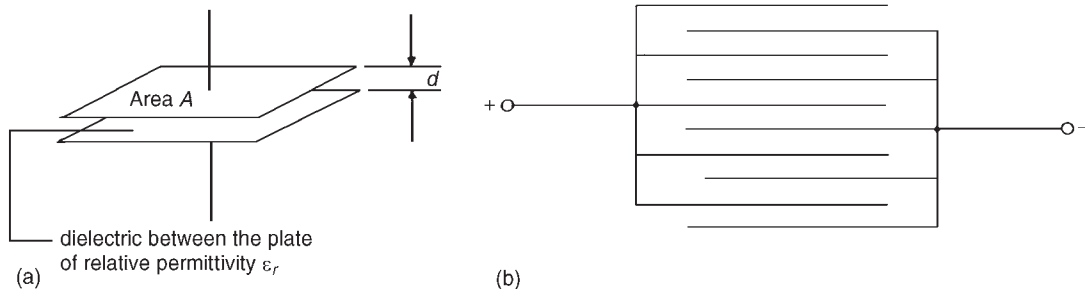 Area A
d
dielectric between the plate
of relative permittivity εr
(a)
+
–
(b)